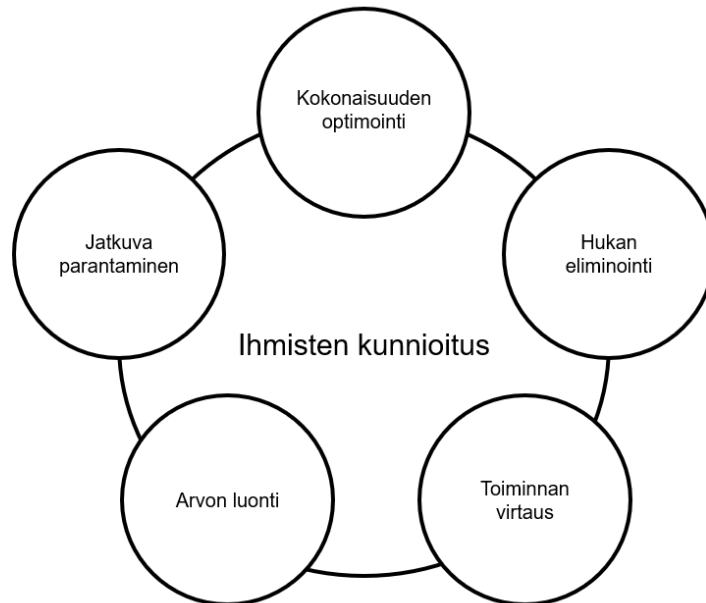 Kokonaisuuden
optimointi
Jatkuva
parantaminen
Hukan
eliminointi
Ihmisten kunnioitus
Arvon luonti
Toiminnan
virtaus